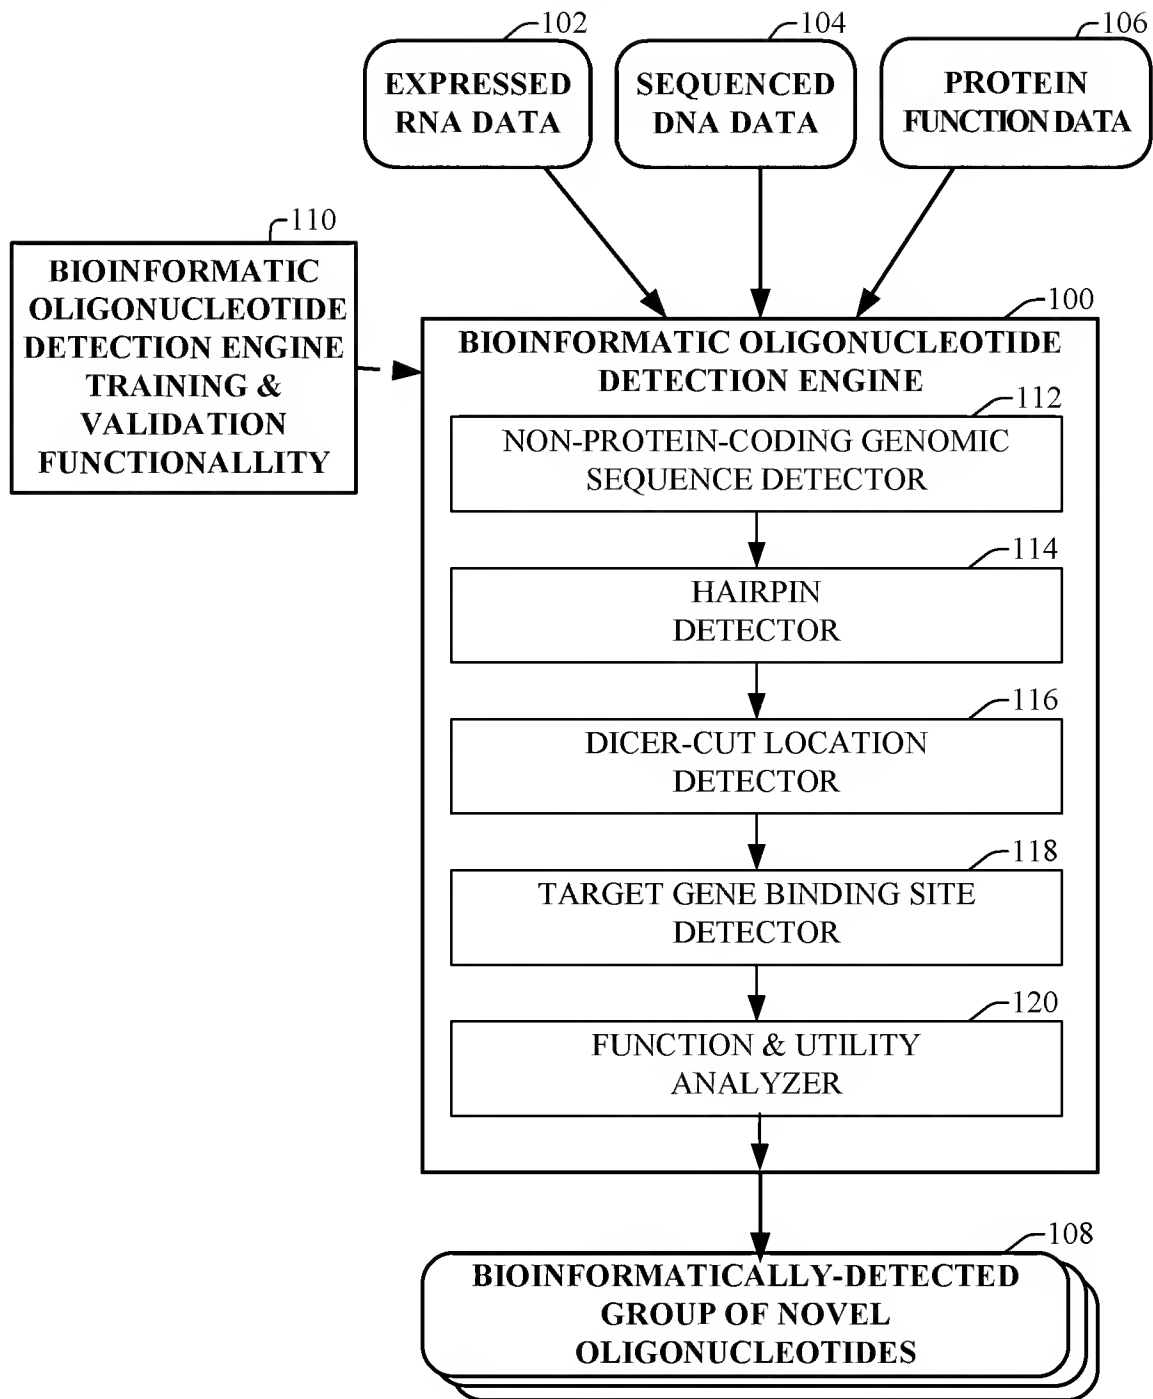 102
EXPRESSED
RNA DATA
104
SEQUENCED
DNA DATA
106
PROTEIN
FUNCTION DATA
110
BIOINFORMATIC
OLIGONUCLEOTIDE
DETECTION ENGINE
TRAINING &
VALIDATION
FUNCTIONALLITY
100
BIOINFORMATIC OLIGONUCLEOTIDE
DETECTION ENGINE
112
NON-PROTEIN-CODING GENOMIC
SEQUENCE DETECTOR
114
HAIRPIN
DETECTOR
116
DICER-CUT LOCATION
DETECTOR
118
TARGET GENE BINDING SITE
DETECTOR
120
FUNCTION & UTILITY
ANALYZER
108
BIOINFORMATICALLY-DETECTED
GROUP OF NOVEL
OLIGONUCLEOTIDES